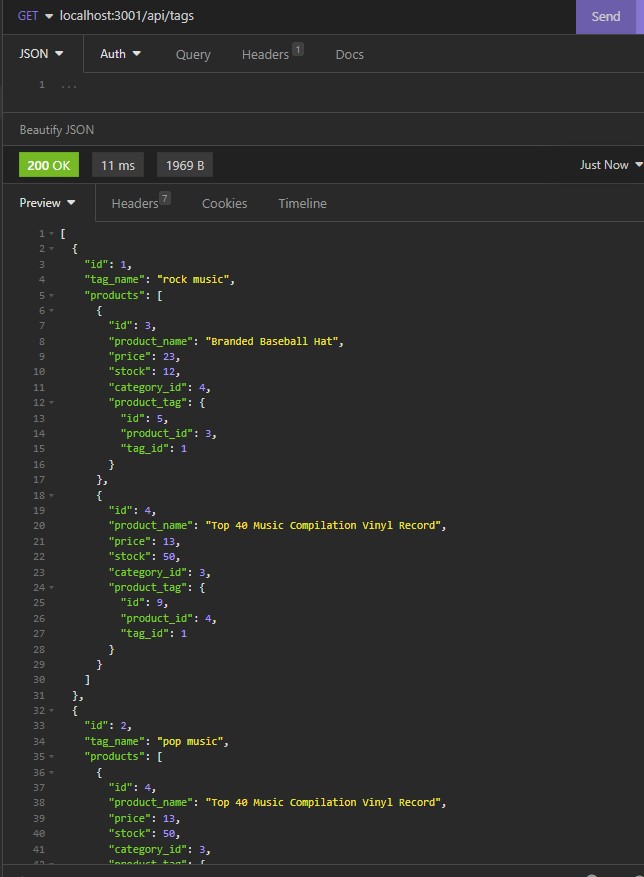 GET localhost:3001/api/tags Send
JSON Auth Query Headers 1 Docs
1 ...
Beautify JSON
200 OK 11 ms 1969 B Just Now
Preview Headers 7 Cookies Timeline
1 [
2 {
3 "id": 1,
4 "tag_name": "rock music",
5 "products": [
6 {
7 "id": 3,
8 "product_name": "Branded Baseball Hat",
9 "price": 23,
10 "stock": 12,
11 "category_id": 4,
12 "product_tag": {
13 "id": 5,
14 "product_id": 3,
15 "tag_id": 1
16 }
17 },
18 {
19 "id": 4,
20 "product_name": "Top 40 Music Compilation Vinyl Record",
21 "price": 13,
22 "stock": 50,
23 "category_id": 3,
24 "product_tag": {
25 "id": 9,
26 "product_id": 4,
27 "tag_id": 1
28 }
29 }
30 ]
31 },
32 {
33 "id": 2,
34 "tag_name": "pop music",
35 "products": [
36 {
37 "id": 4,
38 "product_name": "Top 40 Music Compilation Vinyl Record",
39 "price": 13,
40 "stock": 50,
41 "category_id": 3,
42 "product_tag": {